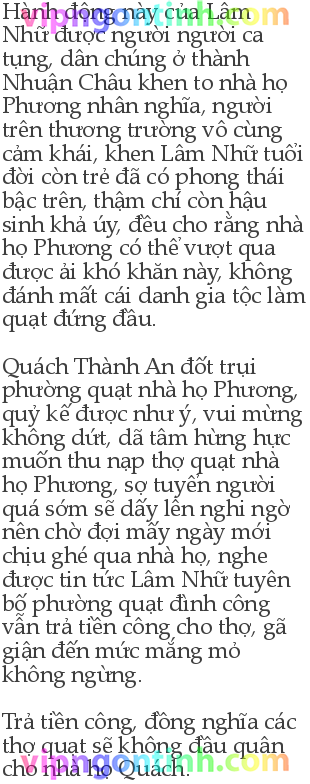 Hành động này của Lâm
Nhữ được người người ca
tụng, dân chúng ở thành
Nhuận Châu khen to nhà họ
Phương nhân nghĩa, người
trên thương trường vô cùng
cảm khái, khen Lâm Nhữ tuổi
đời còn trẻ đã có phong thái
bậc trên, thậm chí còn hậu
sinh khả úy, đều cho rằng nhà
họ Phương có thể vượt qua
được ải khó khăn này, không
đánh mất cái danh gia tộc làm
quạt đứng đầu.
Quách Thành An đốt trụi
phường quạt nhà họ Phương,
quỷ kế được như ý, vui mừng
không dứt, dã tâm hừng hực
muốn thu nạp thợ quạt nhà
họ Phương, sợ tuyển người
quá sớm sẽ dấy lên nghi ngờ
nên chờ đợi mấy ngày mới
chịu ghé qua nhà họ, nghe
được tin tức Lâm Nhữ tuyên
bố phường quạt đình công
vẫn trả tiền công cho thợ, gã
giận đến mức mắng mỏ
không ngừng.
Trả tiền công, đồng nghĩa các
thợ quạt sẽ không đầu quân
cho nhà họ Quách.
vipngontinh.com
vipngontinh.com